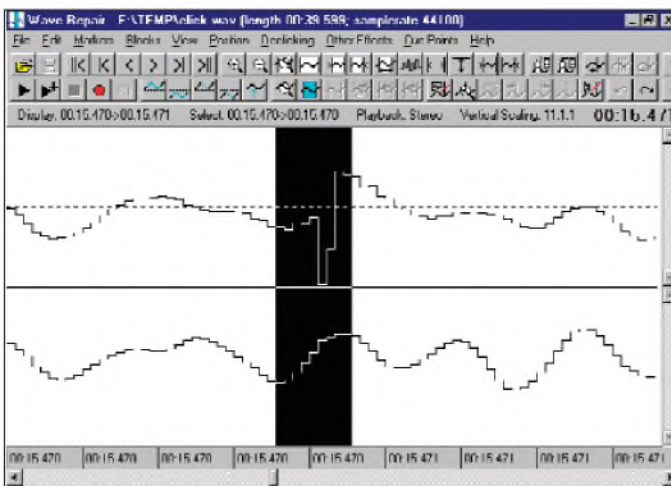 Wave Repair F:\TEMP\click.wav (length 00:39.599; samplerate 44100)
File Edit Markers Blocks View Position Declicking Other Effects Cue Points Help
Display: 00:15.470>00:15.471 Select: 00:15.470>00:15.470 Playback: Stereo Vertical Scaling: 11.1:1
00:15.470 00:15.470 00:15.470 00:15.470 00:15.470 00:15.471 00:15.471 00:15.471 00:15.471